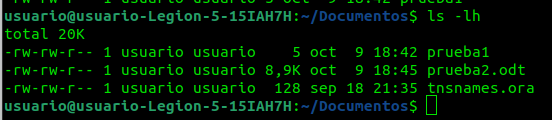 usuario@usuario-Legion-5-15IAH7H:~/Documentos$ ls -lh
total 20K
-rw-rw-r-- 1 usuario usuario    5 oct  9 18:42 prueba1
-rw-rw-r-- 1 usuario usuario 8,9K oct  9 18:45 prueba2.odt
-rw-rw-r-- 1 usuario usuario  128 sep 18 21:35 tnsnames.ora
usuario@usuario-Legion-5-15IAH7H:~/Documentos$